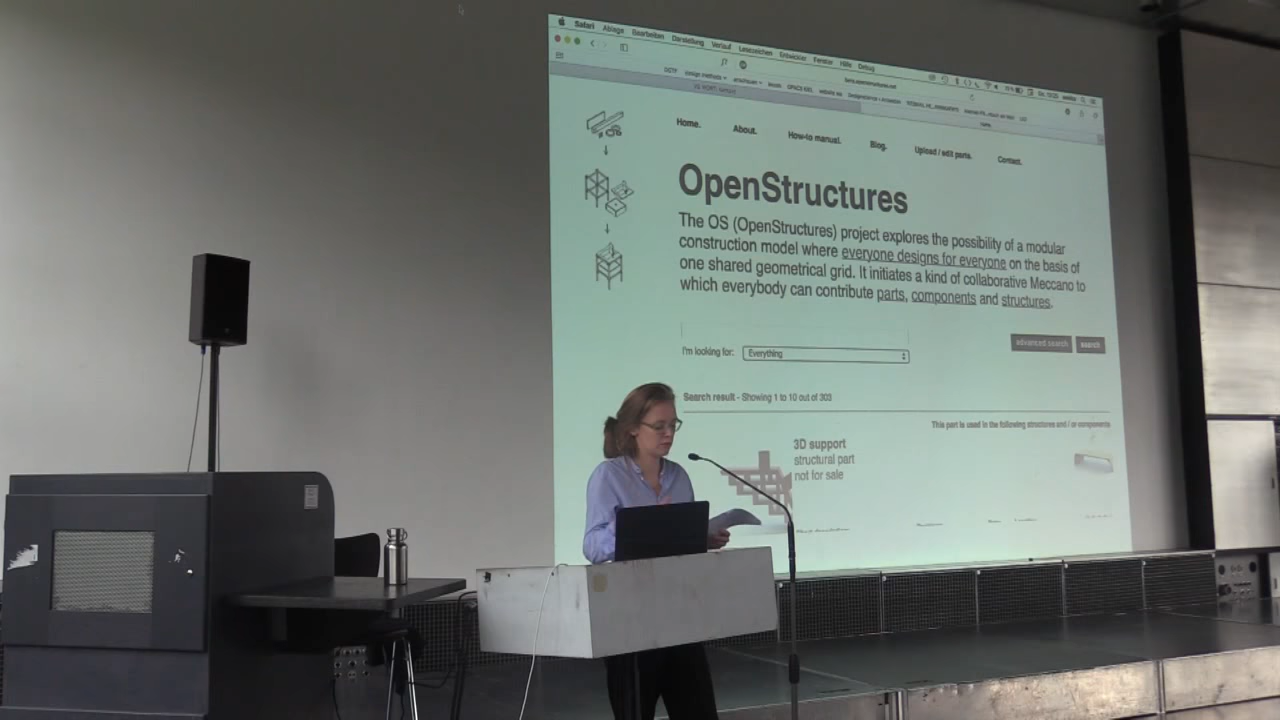 Safari Ablage Bearbeiten Darstellung Verlauf Lesezeichen Entwickler Fenster Hilfe Debug
Home. About. How-to manual. Blog. Upload / edit parts. Contact.
OpenStructures
The OS (OpenStructures) project explores the possibility of a modular
construction model where everyone designs for everyone on the basis of
one shared geometrical grid. It initiates a kind of collaborative Meccano to
which everybody can contribute parts, components and structures.
I'm looking for: Everything
advanced search search
Search result - Showing 1 to 10 out of 303
This part is used in the following structures and / or components
3D support
structural part
not for sale